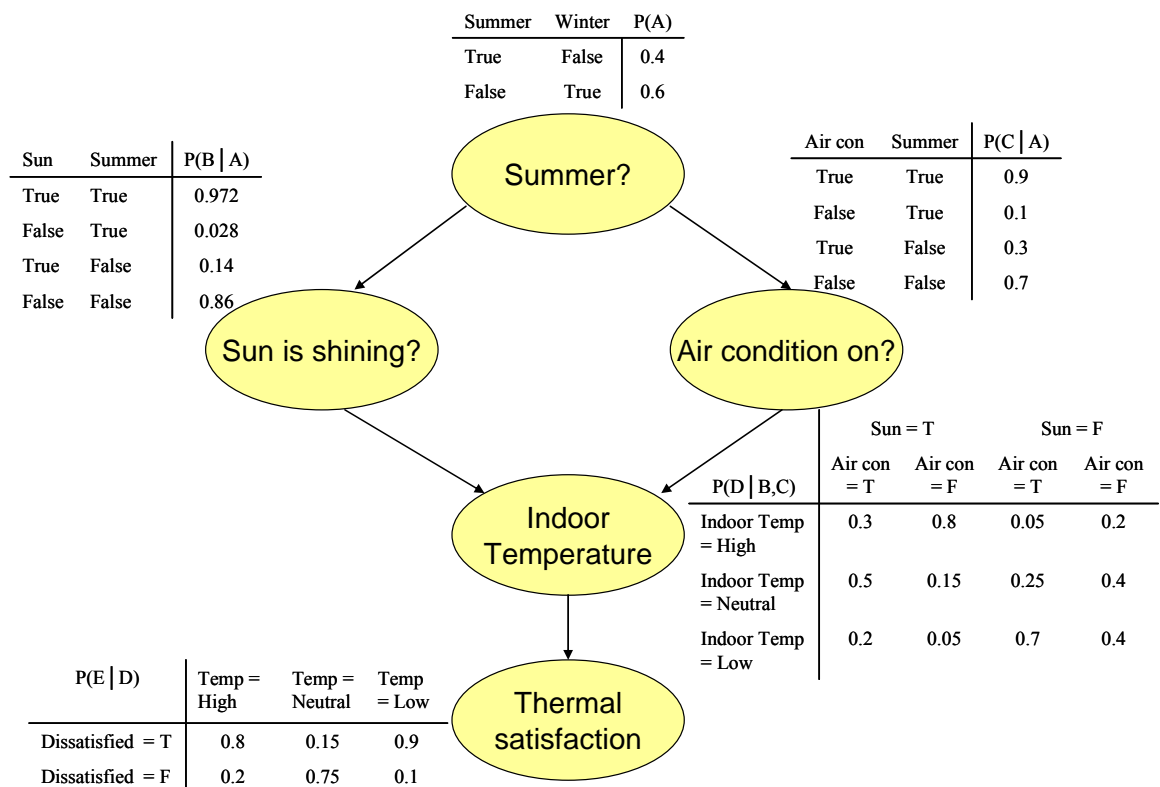 Summer Winter P(A)
True False 0.4
False True 0.6
Sun Summer P(B | A)
True True 0.972
False True 0.028
True False 0.14
False False 0.86
Summer?
Air con Summer P(C | A)
True True 0.9
False True 0.1
True False 0.3
False False 0.7
Sun is shining?
Air condition on?
Sun = T Sun = F
Air con Air con Air con Air con
P(D | B,C) = T = F = T = F
Indoor Temp 0.3 0.8 0.05 0.2
= High
Indoor Temp 0.5 0.15 0.25 0.4
= Neutral
Indoor Temp 0.2 0.05 0.7 0.4
= Low
Indoor
Temperature
P(E | D) Temp = Temp = Temp
High Neutral = Low
Dissatisfied = T 0.8 0.15 0.9
Dissatisfied = F 0.2 0.75 0.1
Thermal
satisfaction